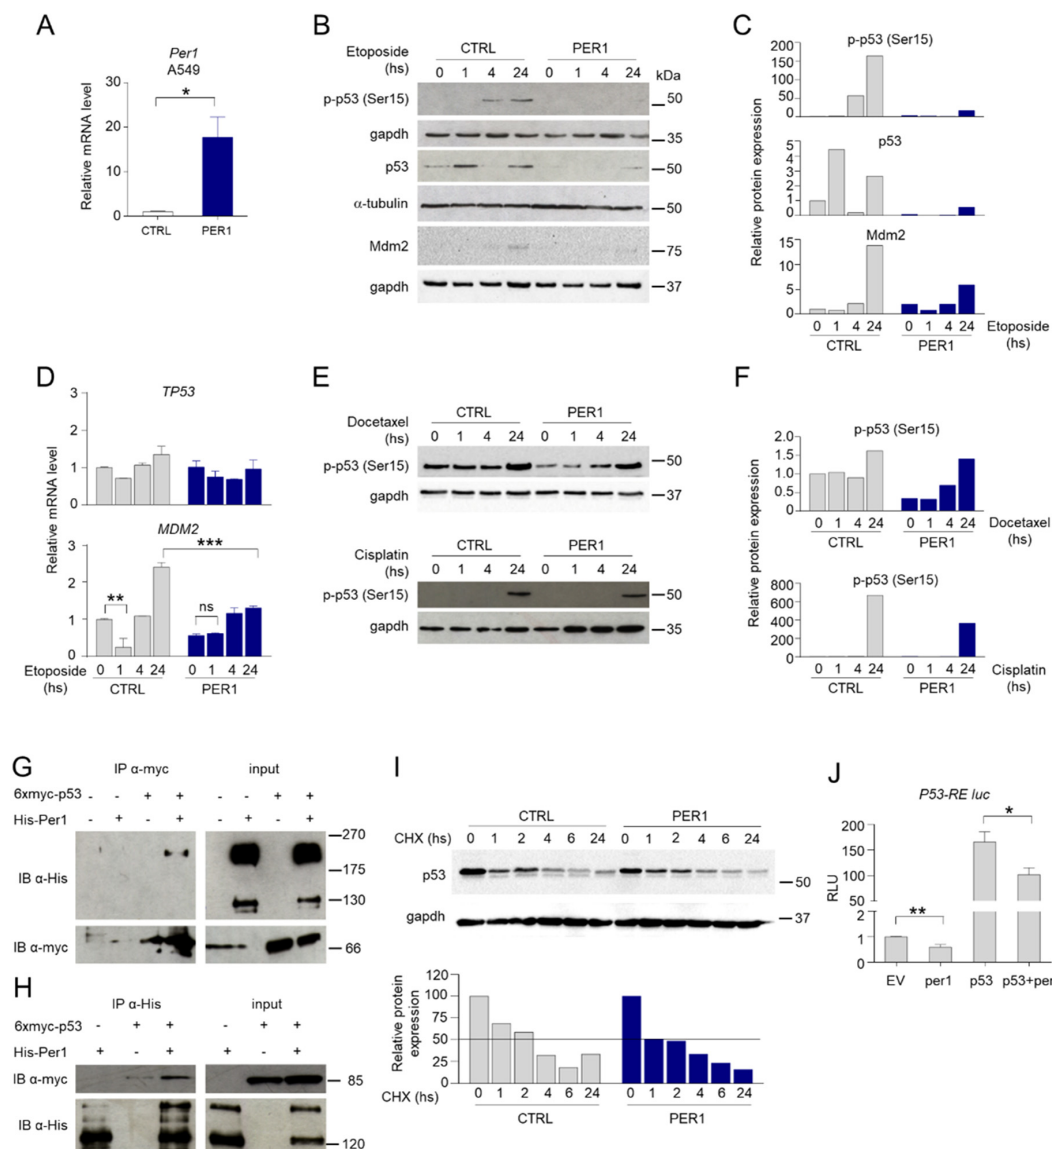 A
Per1
A549
Relative mRNA level
30
20
10
0
*
CTRL PER1
B
Etoposide (hs)
CTRL PER1
0 1 4 24 0 1 4 24 kDa
p-p53 (Ser15) 50
gapdh 35
p53 50
α-tubulin 50
Mdm2 75
gapdh 37
C
Relative protein expression
p-p53 (Ser15)
200
150
100
50
0
p53
5
4
3
2
1
0
Mdm2
15
10
5
0
0 1 4 24 0 1 4 24 Etoposide (hs)
CTRL PER1
D
Relative mRNA level
TP53
3
2
1
0
MDM2
3
2
1
0
***
** ns
Etoposide (hs) 0 1 4 24 0 1 4 24
CTRL PER1
E
CTRL PER1
Docetaxel (hs) 0 1 4 24 0 1 4 24
p-p53 (Ser15) 50
gapdh 37
CTRL PER1
Cisplatin (hs) 0 1 4 24 0 1 4 24
p-p53 (Ser15) 50
gapdh 35
F
Relative protein expression
p-p53 (Ser15)
2.0
1.5
1.0
0.5
0.0
0 1 4 24 0 1 4 24 Docetaxel (hs)
CTRL PER1
p-p53 (Ser15)
800
600
400
200
0
0 1 4 24 0 1 4 24 Cisplatin (hs)
CTRL PER1
G
IP α-myc input
6xmyc-p53 - - + + - - + +
His-Per1 - + - + - + - +
IB α-His
270
175
130
IB α-myc 66
H
IP α-His input
6xmyc-p53 - + + - + +
His-Per1 + - + + - +
IB α-myc 85
IB α-His 120
I
CTRL PER1
CHX (hs) 0 1 2 4 6 24 0 1 2 4 6 24
p53 50
gapdh 37
Relative protein expression
120
100
75
50
25
0
CHX (hs) 0 1 2 4 6 24 0 1 2 4 6 24
CTRL PER1
J
P53-RE luc
RLU
200
150
100
50
2
1
0
*
**
EV per1 p53 p53+per